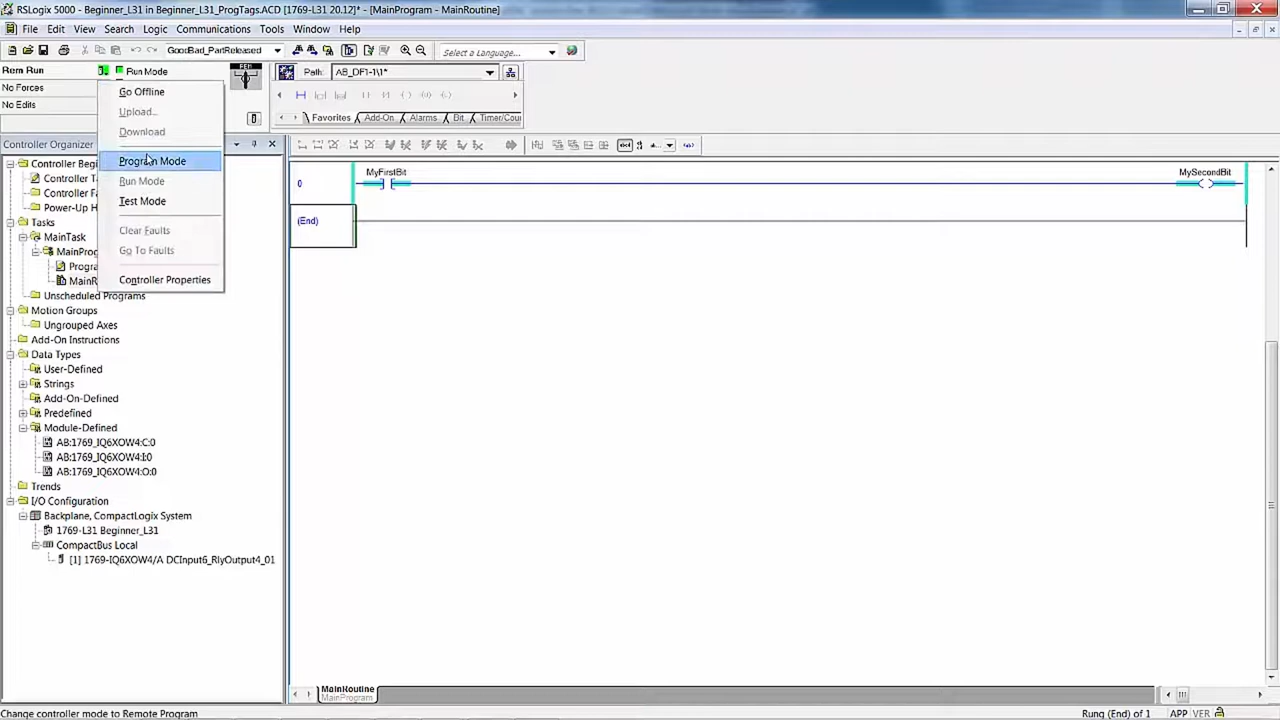 RSLogix 5000 - Beginner_L31 in Beginner_L31_ProgTags.ACD [1769-L31 20.12]* - [MainProgram - MainRoutine]
File Edit View Search Logic Communications Tools Window Help
GoodBad_PartReleased
Select a Language...
Rem Run
Run Mode
No Forces
No Edits
Path: AB_DF1-1\1*
Favorites Add-On Alarms Bit Timer/Cou
Go Offline
Upload...
Download
Program Mode
Run Mode
Test Mode
Clear Faults
Go To Faults
Controller Properties
Controller Organizer
Controller Begi
Controller Ta
Controller Fa
Power-Up H
Tasks
MainTask
MainProg
Progra
MainR
Unscheduled Programs
Motion Groups
Ungrouped Axes
Add-On Instructions
Data Types
User-Defined
Strings
Add-On-Defined
Predefined
Module-Defined
AB:1769_IQ6XOW4:C:0
AB:1769_IQ6XOW4:I:0
AB:1769_IQ6XOW4:O:0
Trends
I/O Configuration
Backplane, CompactLogix System
1769-L31 Beginner_L31
CompactBus Local
[1] 1769-IQ6XOW4/A DCInput6_RlyOutput4_01
MyFirstBit
MySecondBit
0
(End)
MainRoutine
MainProgram
Change controller mode to Remote Program
Rung (End) of 1 APP VER